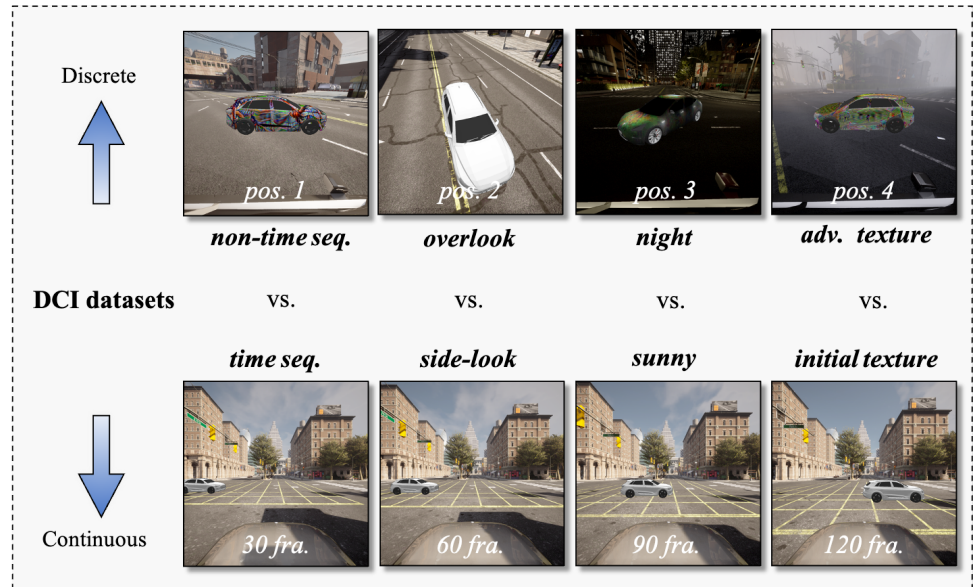 Discrete
pos. 1
pos. 2
pos. 3
pos. 4
non-time seq.
overlook
night
adv. texture
DCI datasets
vs.
vs.
vs.
vs.
time seq.
side-look
sunny
initial texture
Continuous
30 fra.
60 fra.
90 fra.
120 fra.